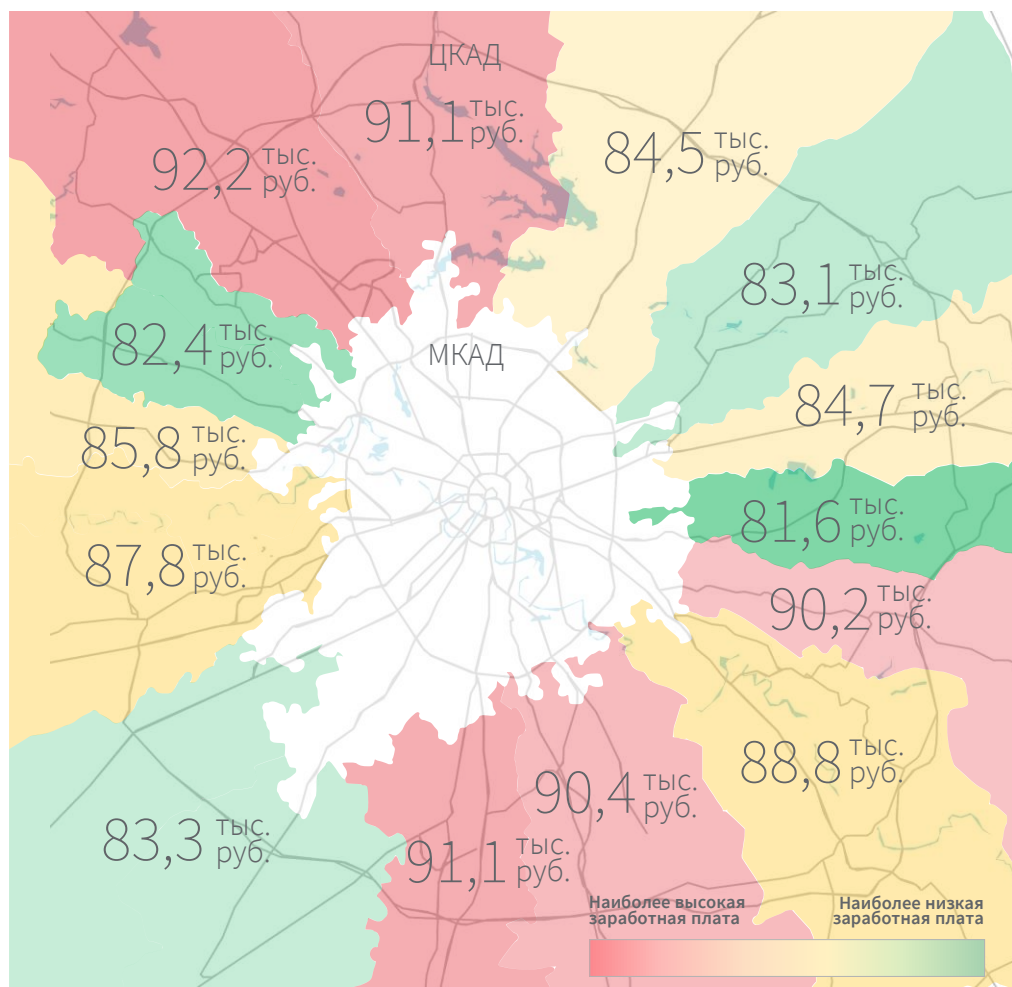 ЦКАД
91,1 тыс.
руб.
92,2 тыс.
руб.
84,5 тыс.
руб.
83,1 тыс.
руб.
82,4 тыс.
руб.
МКАД
84,7 тыс.
руб.
85,8 тыс.
руб.
81,6 тыс.
руб.
87,8 тыс.
руб.
90,2 тыс.
руб.
88,8 тыс.
руб.
90,4 тыс.
руб.
83,3 тыс.
руб.
91,1 тыс.
руб.
Наиболее высокая
заработная плата
Наиболее низкая
заработная плата